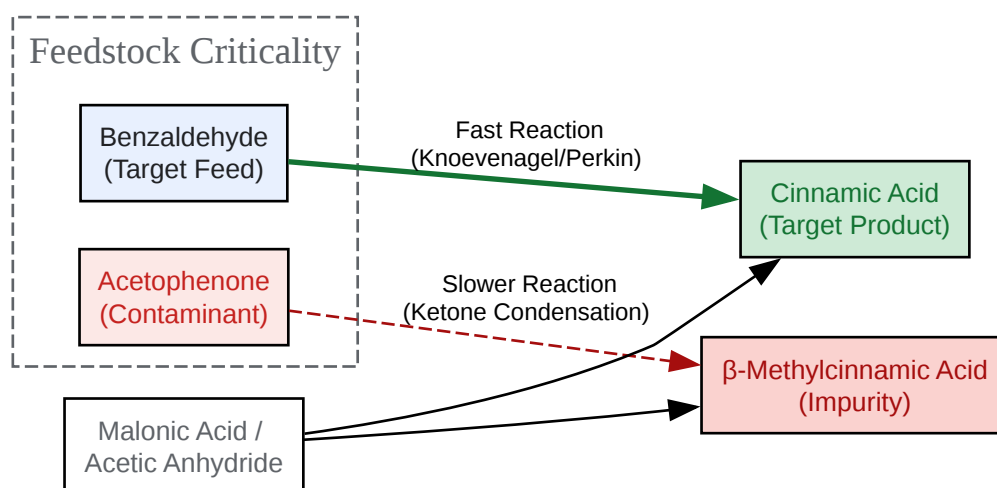 Feedstock Criticality
Benzaldehyde
(Target Feed)
Fast Reaction
(Knoevenagel/Perkin)
Cinnamic Acid
(Target Product)
Acetophenone
(Contaminant)
Slower Reaction
(Ketone Condensation)
β-Methylcinnamic Acid
(Impurity)
Malonic Acid /
Acetic Anhydride